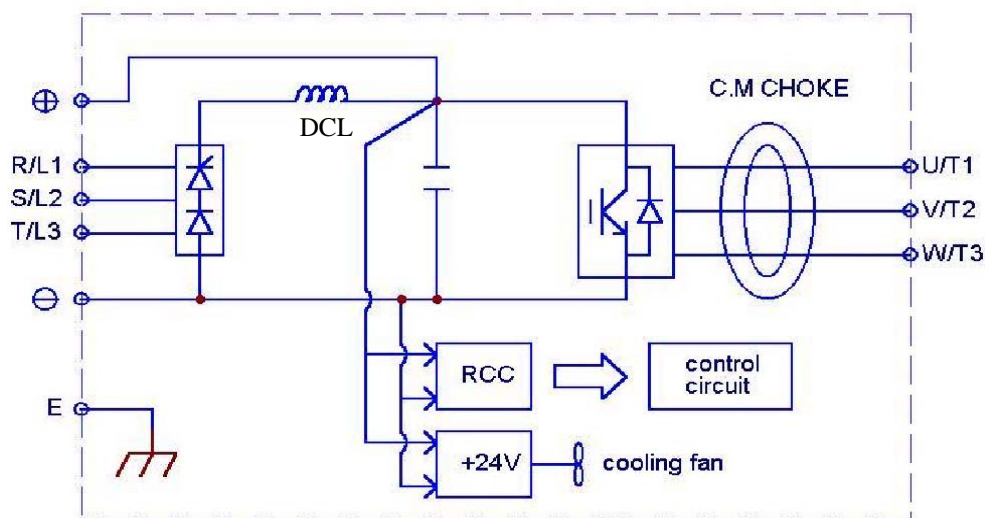 ⊕
DCL
C.M CHOKE
R/L1
S/L2
T/L3
U/T1
V/T2
W/T3
⊖
RCC
control
circuit
E
+24V
cooling fan